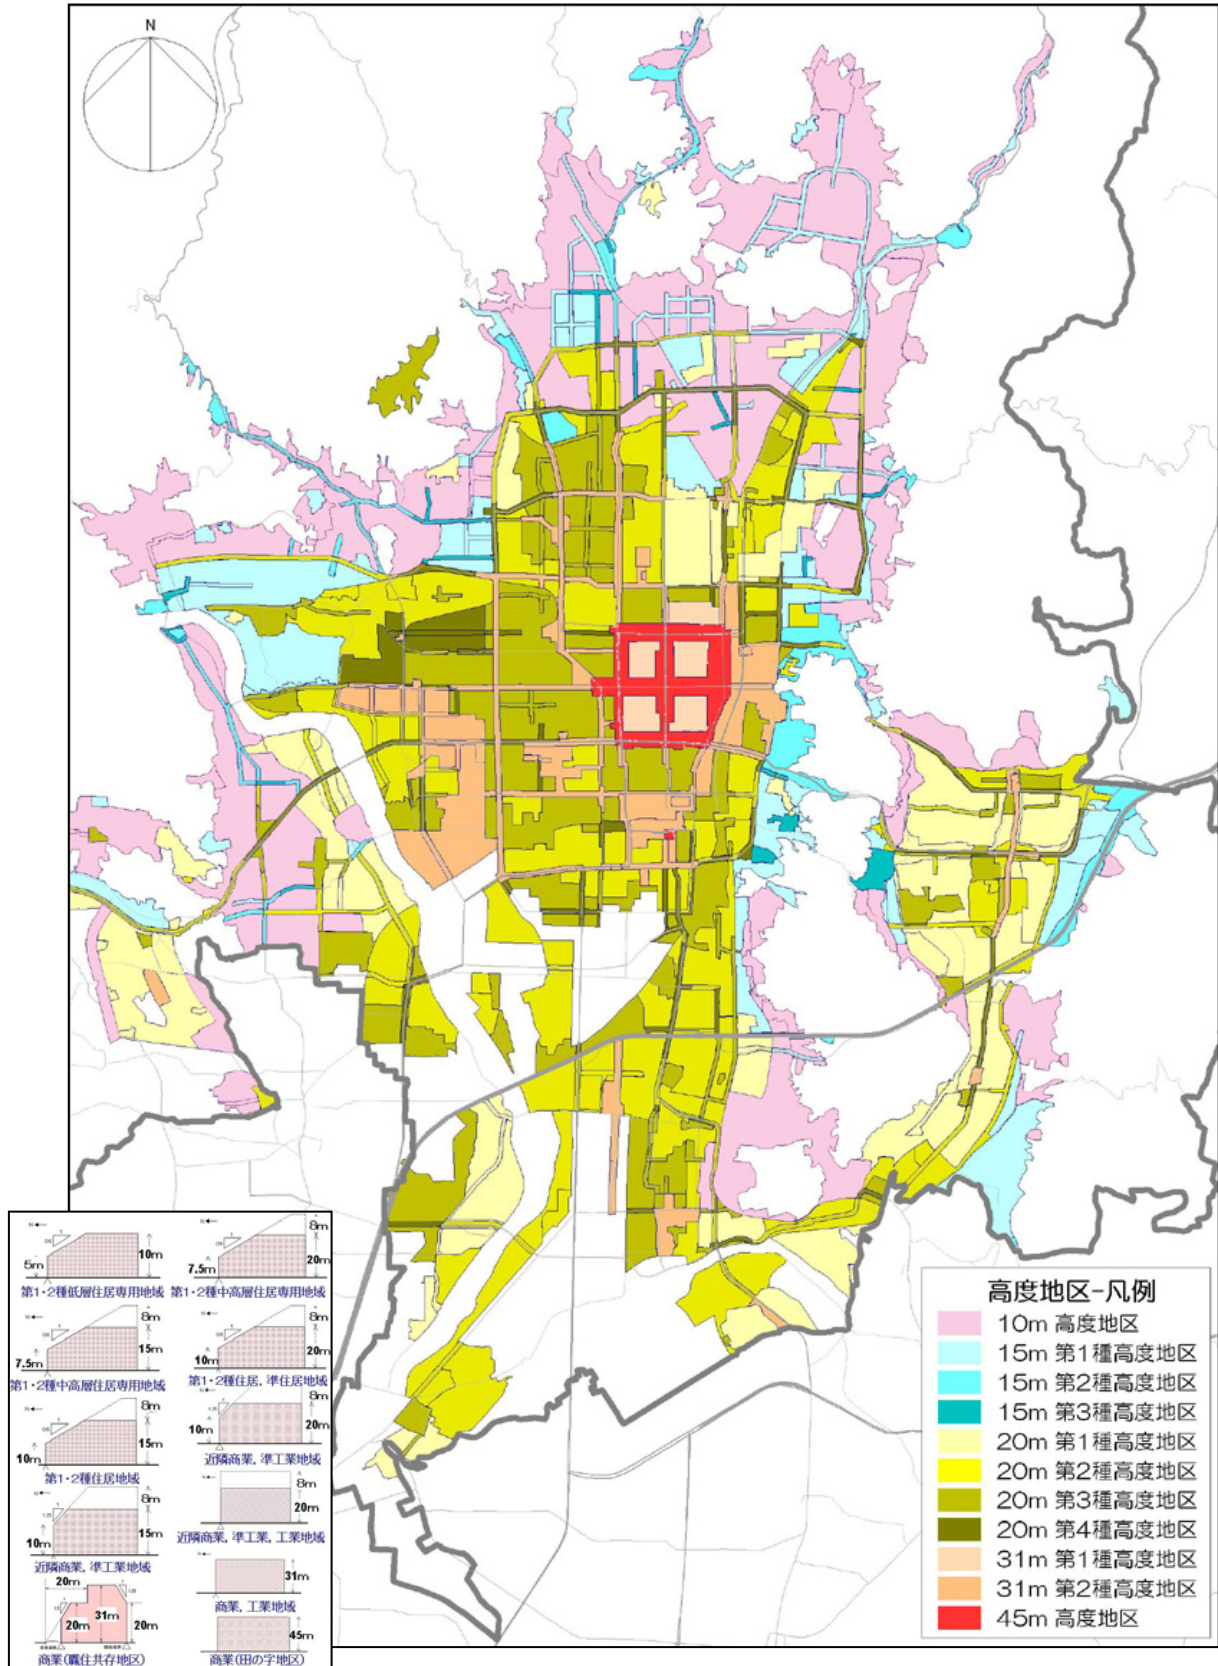 N
高度地区-凡例
10m 高度地区
15m 第1種高度地区
15m 第2種高度地区
15m 第3種高度地区
20m 第1種高度地区
20m 第2種高度地区
20m 第3種高度地区
20m 第4種高度地区
31m 第1種高度地区
31m 第2種高度地区
45m 高度地区
5m
10m
第1・2種低層住居専用地域
7.5m
8m
20m
第1・2種中高層住居専用地域
7.5m
8m
15m
第1・2種中高層住居専用地域
10m
8m
20m
第1・2種住居，準住居地域
10m
8m
15m
第1・2種住居地域
10m
8m
20m
近隣商業，準工業地域
10m
8m
15m
近隣商業，準工業地域
8m
20m
近隣商業，準工業，工業地域
31m
商業，工業地域
20m
20m
31m
20m
商業(職住共存地区)
45m
商業(田の字地区)